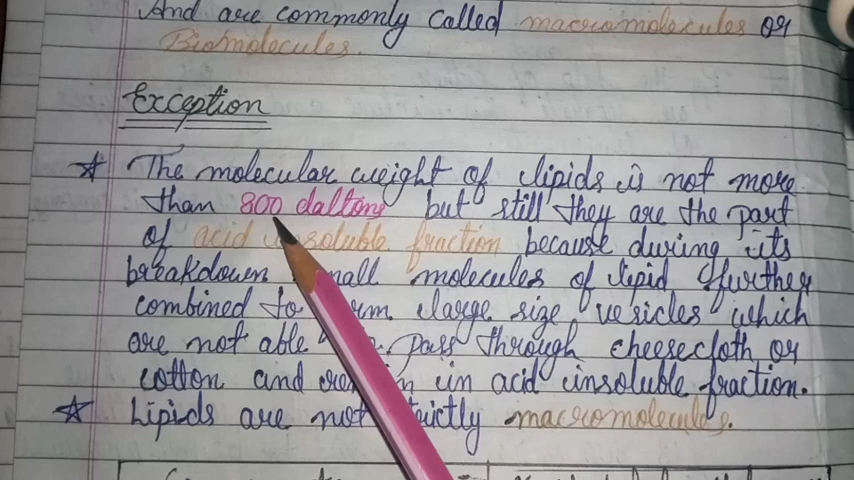 And are commonly called macromolecules or
Biomolecules.
Exception
☆ The molecular weight of lipids is not more
than 800 daltons but still they are the part
of acid insoluble fraction because during its
breakdown small molecules of lipid further
combined to large size vesicles which
are not able pass through cheesecloth or
cotton and in acid insoluble fraction.
☆ Lipids are not strictly macromolecules.